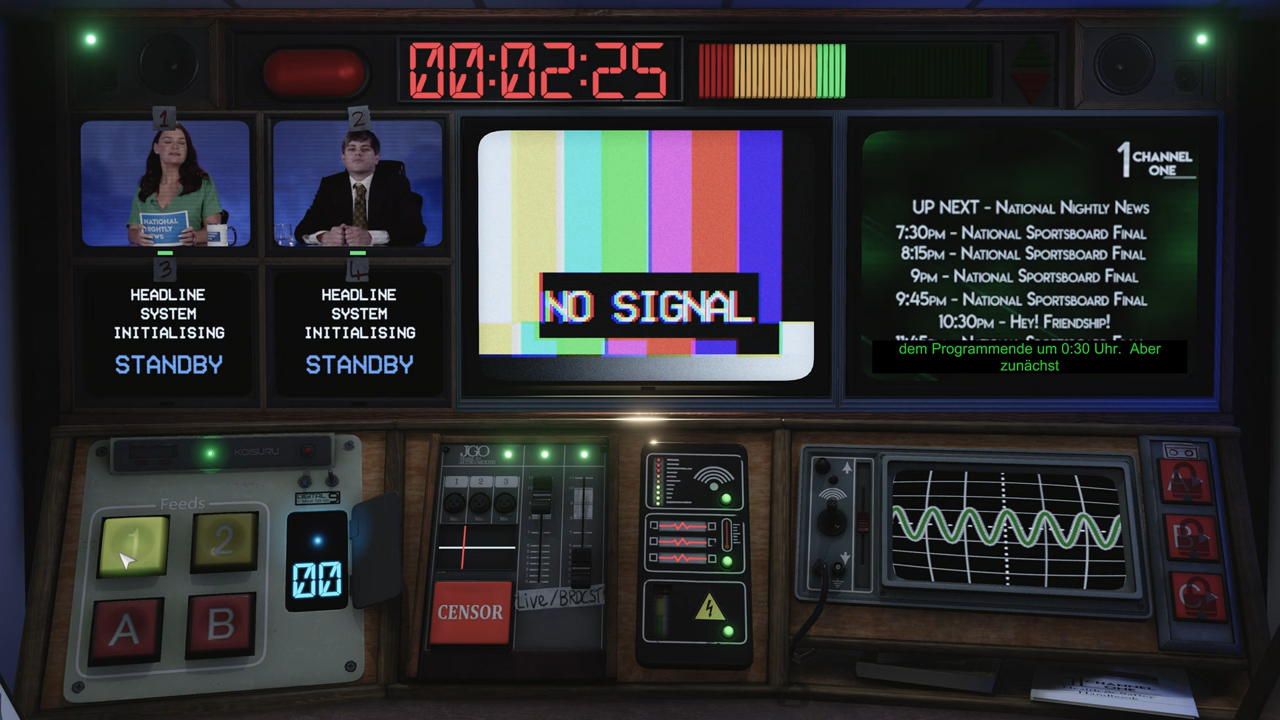 00:02:25
1
2
NATIONAL
NIGHTLY
NEWS
3
HEADLINE
SYSTEM
INITIALISING
STANDBY
4
HEADLINE
SYSTEM
INITIALISING
STANDBY
NO SIGNAL
1 CHANNEL
ONE
UP NEXT - NATIONAL NIGHTLY NEWS
7:30PM - NATIONAL SPORTSBOARD FINAL
8:15PM - NATIONAL SPORTSBOARD FINAL
9PM - NATIONAL SPORTSBOARD FINAL
9:45PM - NATIONAL SPORTSBOARD FINAL
10:30PM - HEY! FRIENDSHIP!
dem Programmende um 0:30 Uhr. Aber
zunächst
KOISURU
Feeds
1
2
A
B
00
JGO
1 2 3
CENSOR
Live/BRDCST
A
B
C
CHANNEL
ONE